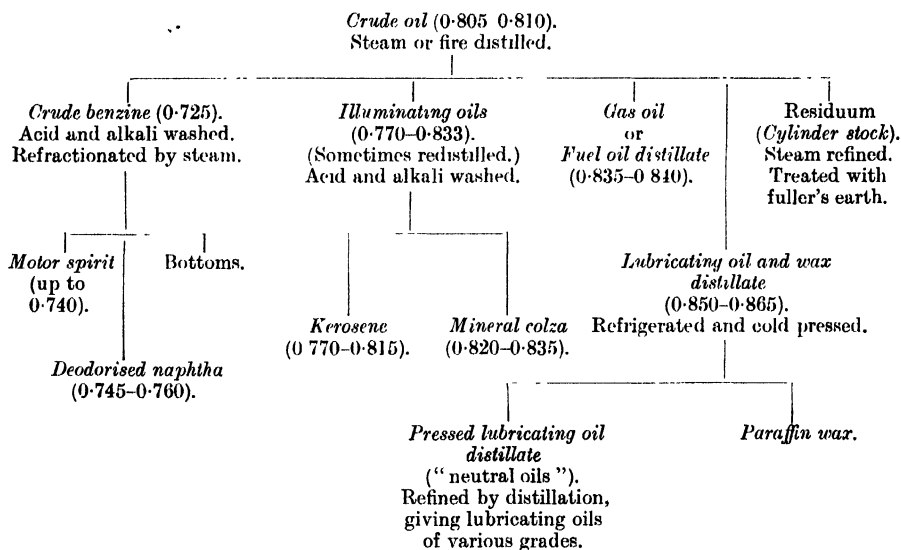 Crude oil (0·805 0·810).
Steam or fire distilled.
Crude benzine (0·725).
Acid and alkali washed.
Refractionated by steam.
Illuminating oils
(0·770–0·833).
(Sometimes redistilled.)
Acid and alkali washed.
Gas oil
or
Fuel oil distillate
(0·835–0 840).
Residuum
(Cylinder stock).
Steam refined.
Treated with
fuller's earth.
Motor spirit
(up to
0·740).
Bottoms.
Deodorised naphtha
(0·745–0·760).
Kerosene
(0 770–0·815).
Mineral colza
(0·820–0·835).
Lubricating oil and wax
distillate
(0·850–0·865).
Refrigerated and cold pressed.
Pressed lubricating oil
distillate
(“ neutral oils ”).
Refined by distillation,
giving lubricating oils
of various grades.
Paraffin wax.